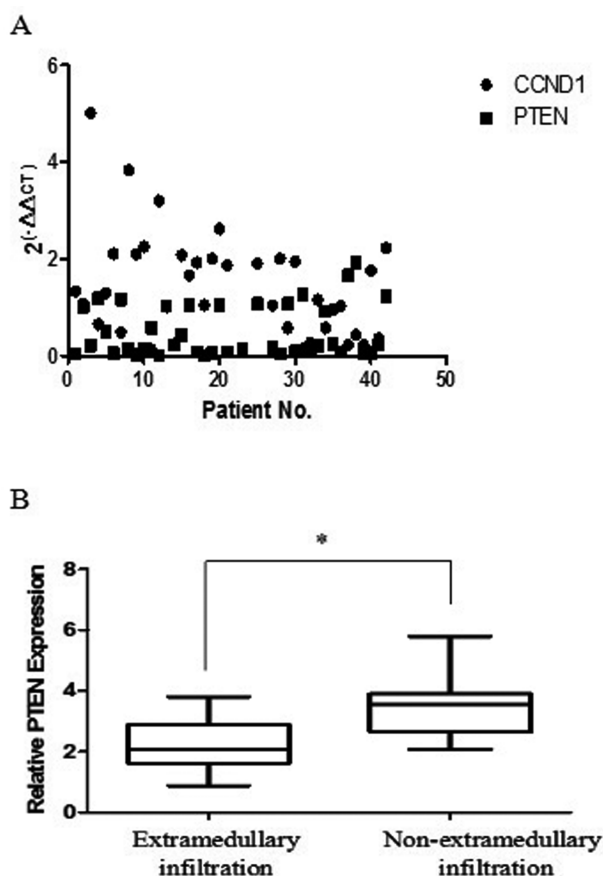 A
6
4
2
0
2(-ΔΔCT)
0 10 20 30 40 50
Patient No.
CCND1
PTEN
B
*
8
6
4
2
0
Relative PTEN Expression
Extramedullary
infiltration
Non-extramedullary
infiltration